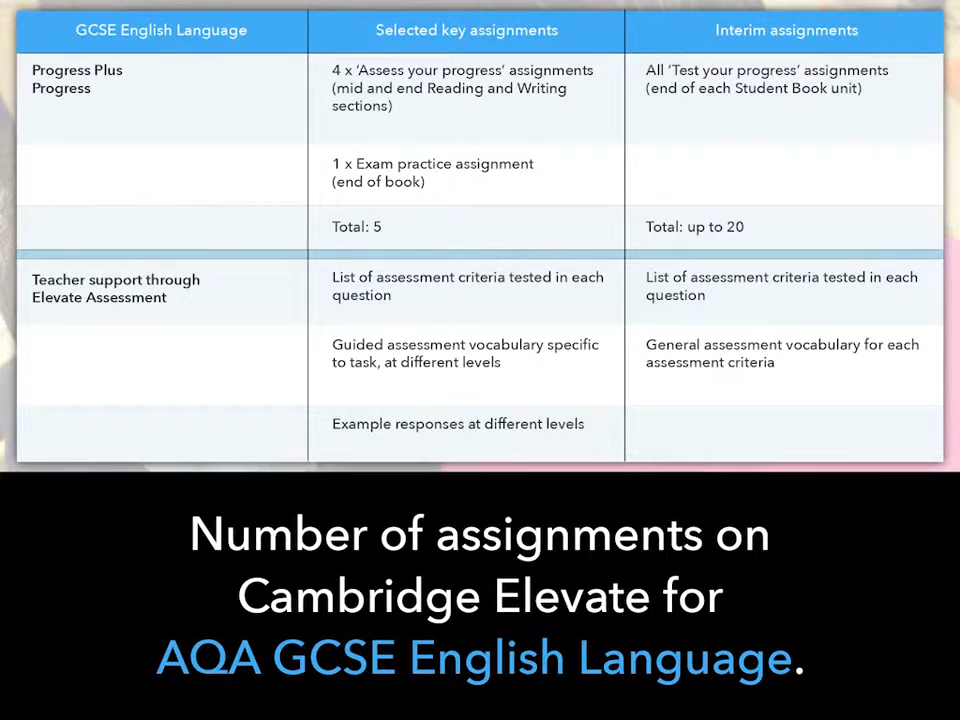 GCSE English Language
Selected key assignments
Interim assignments
Progress Plus
Progress
4 x ‘Assess your progress’ assignments
(mid and end Reading and Writing
sections)
All ‘Test your progress’ assignments
(end of each Student Book unit)
1 x Exam practice assignment
(end of book)
Total: 5
Total: up to 20
Teacher support through
Elevate Assessment
List of assessment criteria tested in each
question
List of assessment criteria tested in each
question
Guided assessment vocabulary specific
to task, at different levels
General assessment vocabulary for each
assessment criteria
Example responses at different levels
Number of assignments on
Cambridge Elevate for
AQA GCSE English Language.